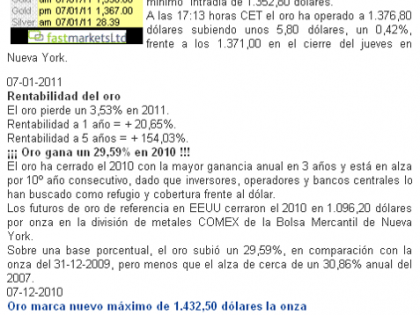 Gold am 07/01/11 1,356.60
mínimo intradía de 1.352,80 dólares.
Gold pm 07/01/11 1,367.00
Silver am 07/01/11 28.39
fastmarketsLtd
A las 17:13 horas CET el oro ha operado a 1.376,80
dólares subiendo unos 5,80 dólares, un 0,42%,
frente a los 1.371,00 en el cierre del jueves en
Nueva York.
07-01-2011
Rentabilidad del oro
El oro pierde un 3,53% en 2011.
Rentabilidad a 1 año = + 20,65%.
Rentabilidad a 5 años = + 154,03%.
¡¡¡ Oro gana un 29,59% en 2010 !!!
El oro ha cerrado el 2010 con la mayor ganancia anual en 3 años y está en alza
por 10º año consecutivo, dado que inversores, operadores y bancos centrales lo
han buscado como refugio y cobertura frente al dólar.
Los futuros de oro de referencia en EEUU cerraron el 2010 en 1.096,20 dólares
por onza en la división de metales COMEX de la Bolsa Mercantil de Nueva
York.
Sobre una base porcentual, el oro subió un 29,59%, en comparación con la
onza del 31-12-2009, pero menos que el alza de cerca de un 30,86% anual del
2007.
07-12-2010
Oro marca nuevo máximo de 1.432,50 dólares la onza